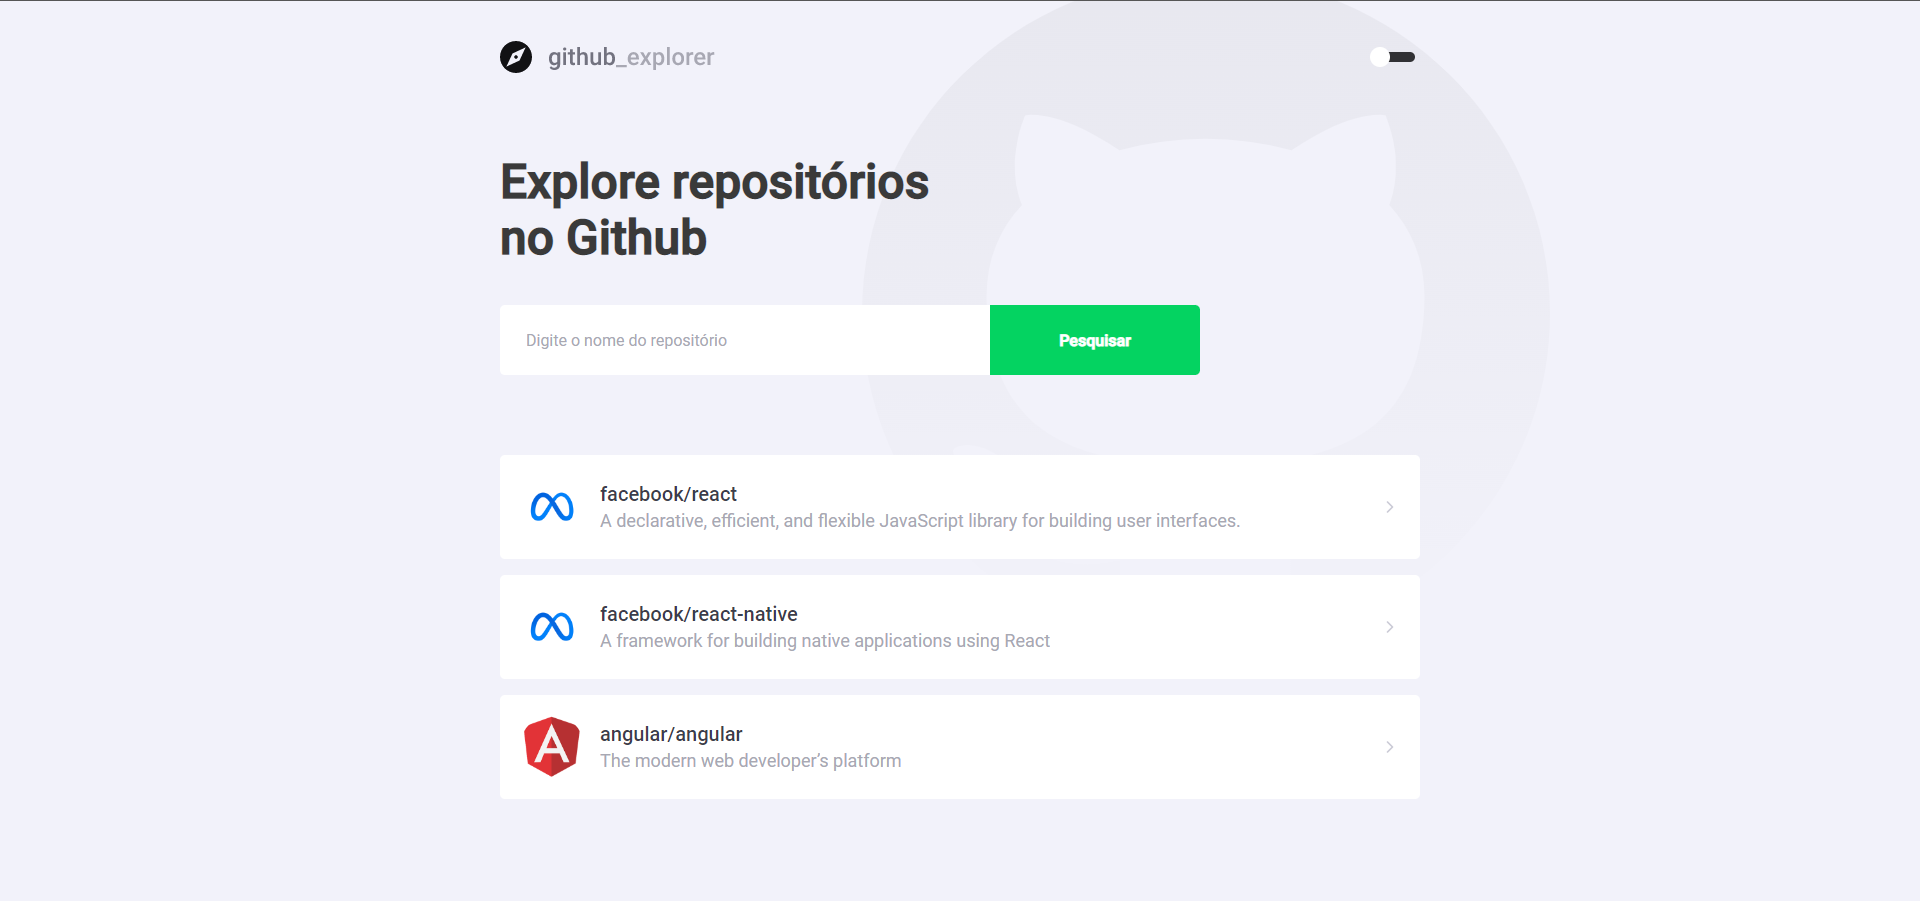 github_explorer
Explore repositórios
no Github
Digite o nome do repositório
Pesquisar
facebook/react
A declarative, efficient, and flexible JavaScript library for building user interfaces.
facebook/react-native
A framework for building native applications using React
angular/angular
The modern web developer’s platform